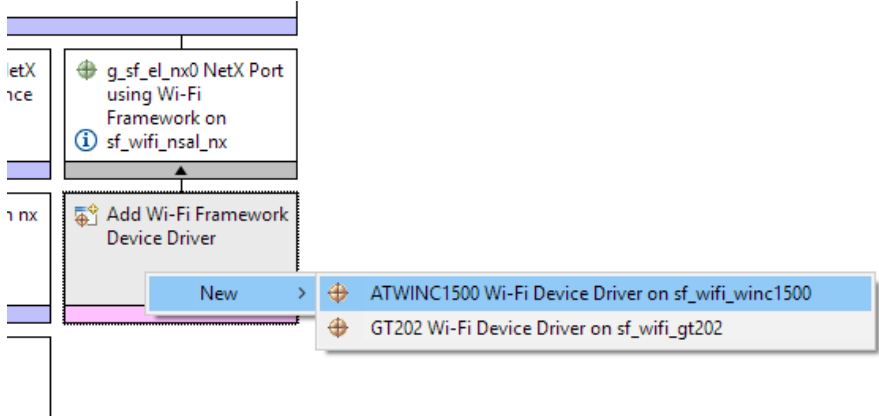 g_sf_el_nx0 NetX Port
using Wi-Fi
Framework on
sf_wifi_nsal_nx
nx
Add Wi-Fi Framework
Device Driver
New
ATWINC1500 Wi-Fi Device Driver on sf_wifi_winc1500
GT202 Wi-Fi Device Driver on sf_wifi_gt202